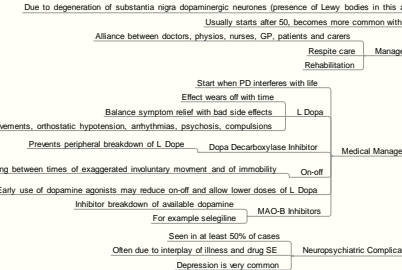 Due to degeneration of substantia nigra dopaminergic neurones (presence of Lewy bodies in this a
Usually starts after 50, becomes more common with
Alliance between doctors, physios, nurses, GP, patients and carers
Respite care
Manage
Rehabilitation
Start when PD interferes with life
Effect wears off with time
Balance symptom relief with bad side effects
L Dopa
vements, orthostatic hypotension, arrhythmias, psychosis, compulsions
Prevents peripheral breakdown of L Dope
Dopa Decarboxylase Inhibitor
Medical Manage
ng between times of exaggerated involuntary movment and of immobility
On-off
Early use of dopamine agonists may reduce on-off and allow lower doses of L Dopa
Inhibitor breakdown of available dopamine
MAO-B Inhibitors
For example selegiline
Seen in at least 50% of cases
Often due to interplay of illness and drug SE
Neuropsychiatric Complica
Depression is very common